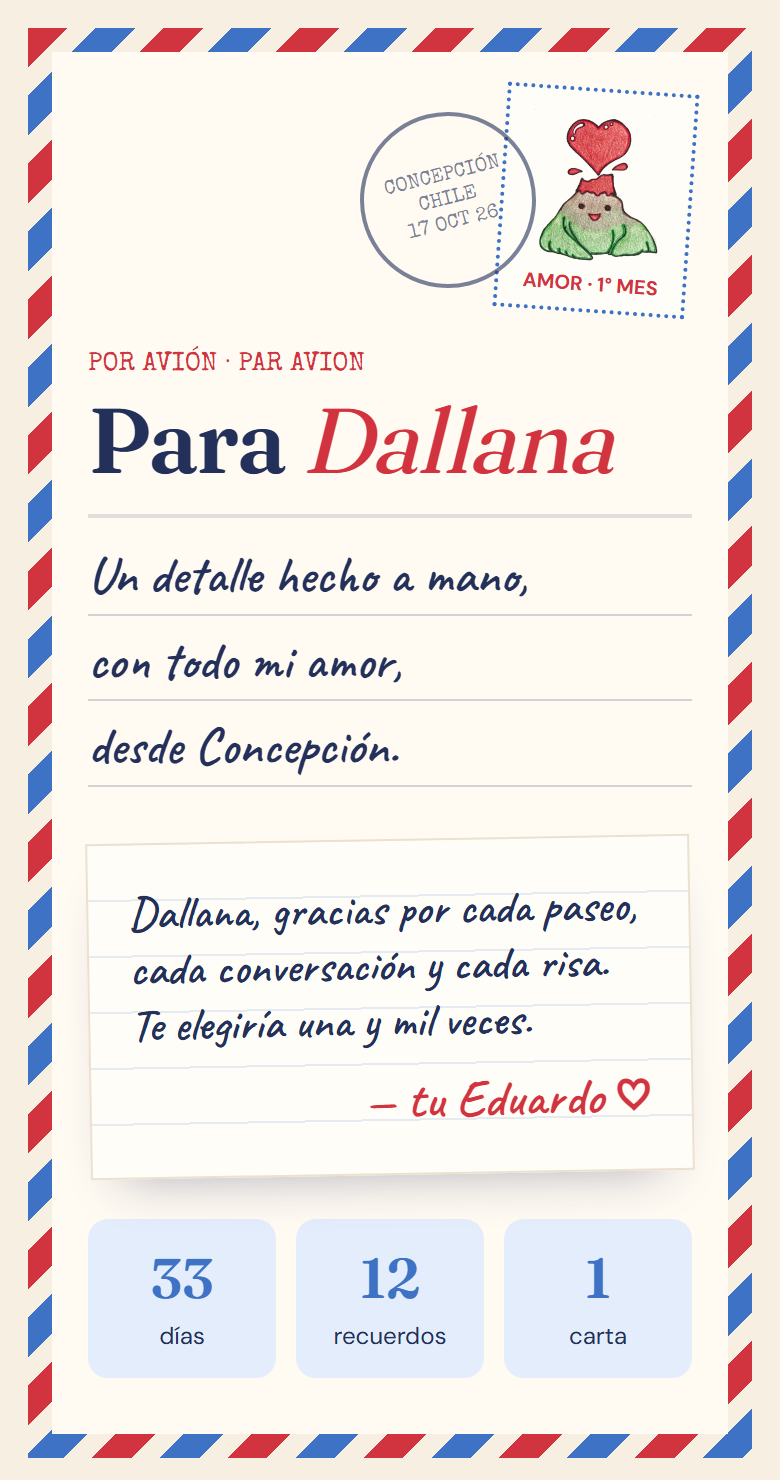 CONCEPCIÓN
CHILE
17 OCT 26
AMOR · 1° MES
POR AVIÓN · PAR AVION
Para Dallana
Un detalle hecho a mano,
con todo mi amor,
desde Concepción.
Dallana, gracias por cada paseo,
cada conversación y cada risa.
Te elegiría una y mil veces.
— tu Eduardo ♡
33
días
12
recuerdos
1
carta